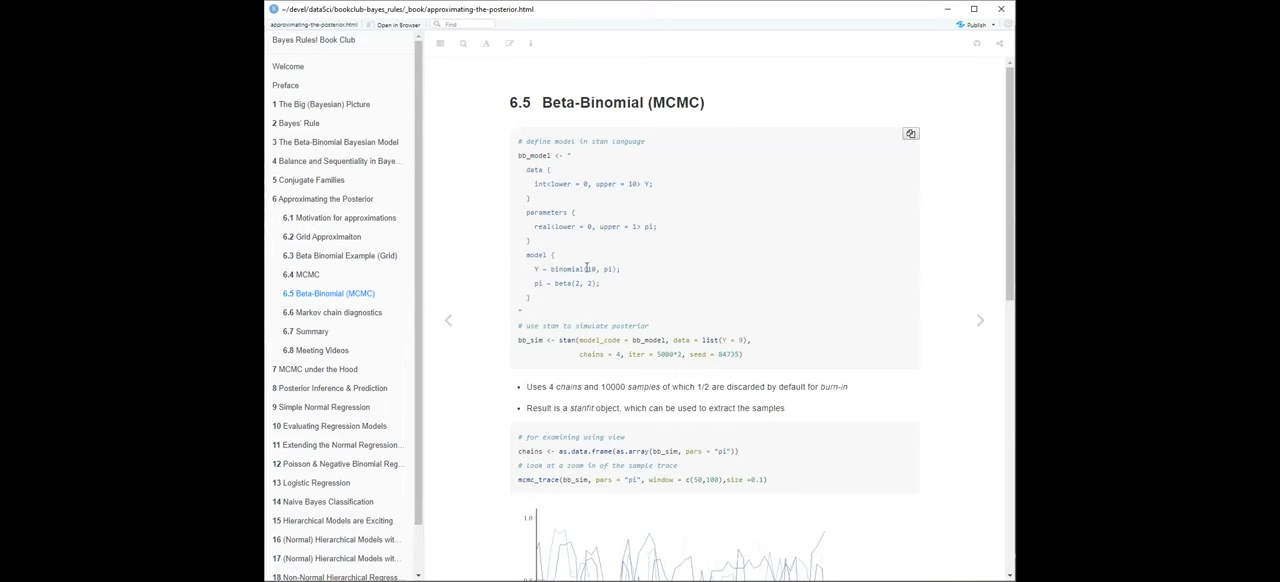 ~/devel/dataSci/bookclub-bayes_rules/_book/approximating-the-posterior.html
approximating-the-posterior.html
Open in Browser
Find
Publish
Bayes Rules! Book Club
Welcome
Preface
1 The Big (Bayesian) Picture
2 Bayes' Rule
3 The Beta-Binomial Bayesian Model
4 Balance and Sequentiality in Baye...
5 Conjugate Families
6 Approximating the Posterior
6.1 Motivation for approximations
6.2 Grid Approximaiton
6.3 Beta Binomial Example (Grid)
6.4 MCMC
6.5 Beta-Binomial (MCMC)
6.6 Markov chain diagnostics
6.7 Summary
6.8 Meeting Videos
7 MCMC under the Hood
8 Posterior Inference & Prediction
9 Simple Normal Regression
10 Evaluating Regression Models
11 Extending the Normal Regression...
12 Poisson & Negative Binomial Reg...
13 Logistic Regression
14 Naive Bayes Classification
15 Hierarchical Models are Exciting
16 (Normal) Hierarchical Models wit...
17 (Normal) Hierarchical Models wit...
18 Non-Normal Hierarchical Regress...
6.5 Beta-Binomial (MCMC)
# define model in stan language
bb_model <- "
data {
int<lower = 0, upper = 10> Y;
}
parameters {
real<lower = 0, upper = 1> pi;
}
model {
Y ~ binomial(10, pi);
pi ~ beta(2, 2);
}
"
# use stan to simulate posterior
bb_sim <- stan(model_code = bb_model, data = list(Y = 9),
chains = 4, iter = 5000*2, seed = 84735)
• Uses 4 chains and 10000 samples of which 1/2 are discarded by default for burn-in
• Result is a stanfit object, which can be used to extract the samples
# for examining using view
chains <- as.data.frame(as.array(bb_sim, pars = "pi"))
# Look at a zoom in of the sample trace
mcmc_trace(bb_sim, pars = "pi", window = c(50,100),size =0.1)
1.0